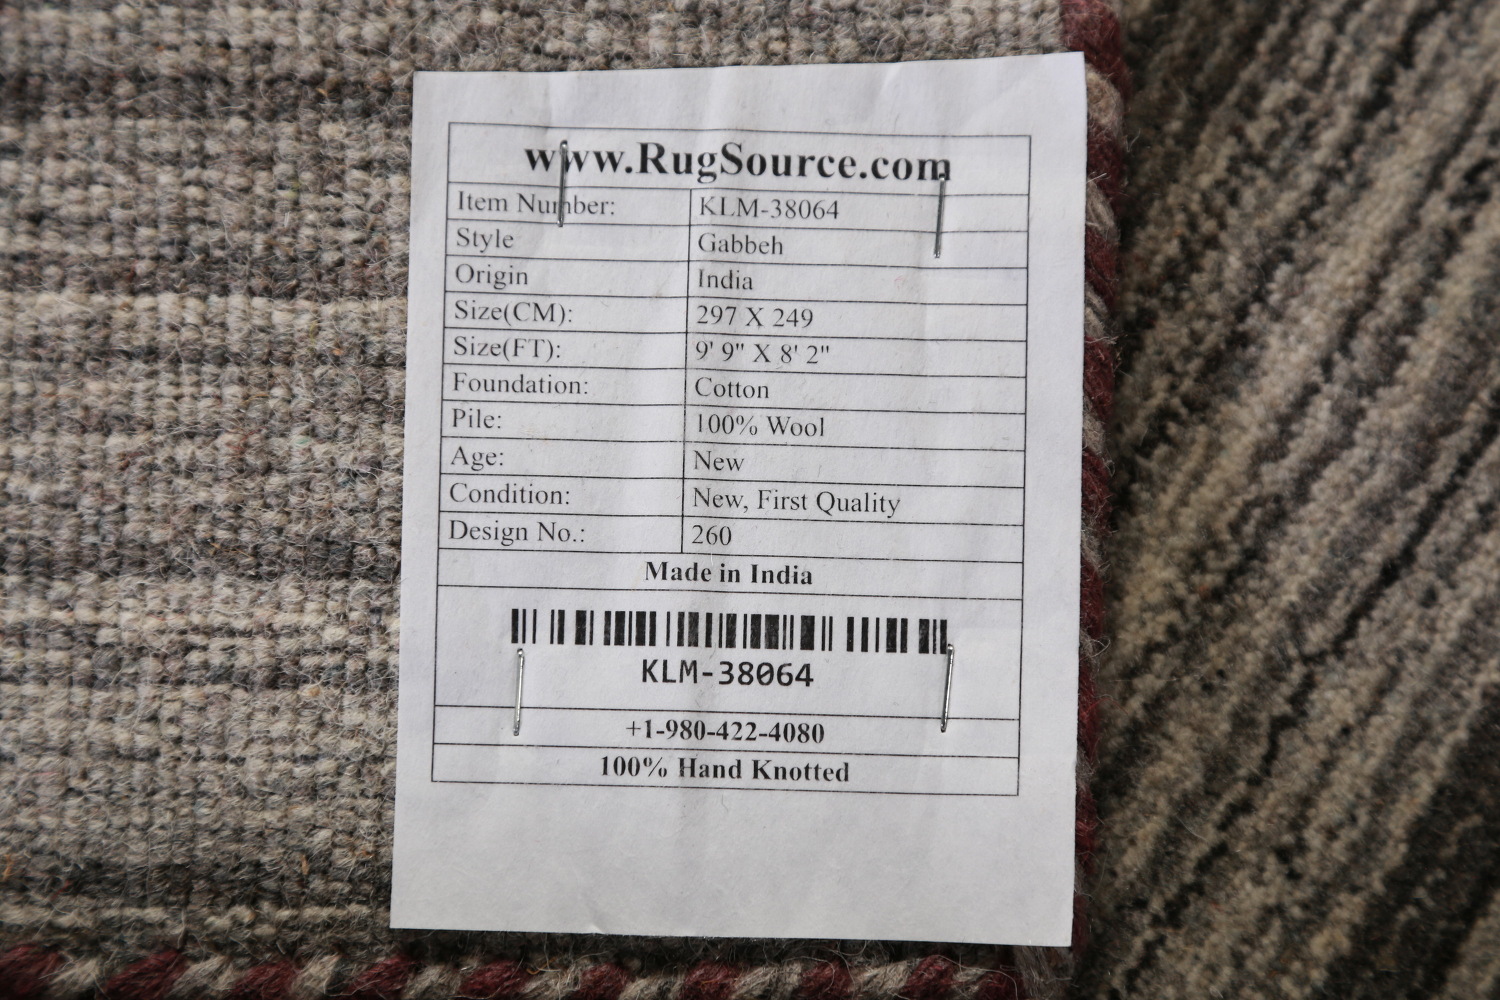 www.RugSource.com
Item Number: KLM-38064
Style Gabbeh
Origin India
Size(CM): 297 X 249
Size(FT): 9' 9" X 8' 2"
Foundation: Cotton
Pile: 100% Wool
Age: New
Condition: New, First Quality
Design No.: 260
Made in India
KLM-38064
+1-980-422-4080
100% Hand Knotted